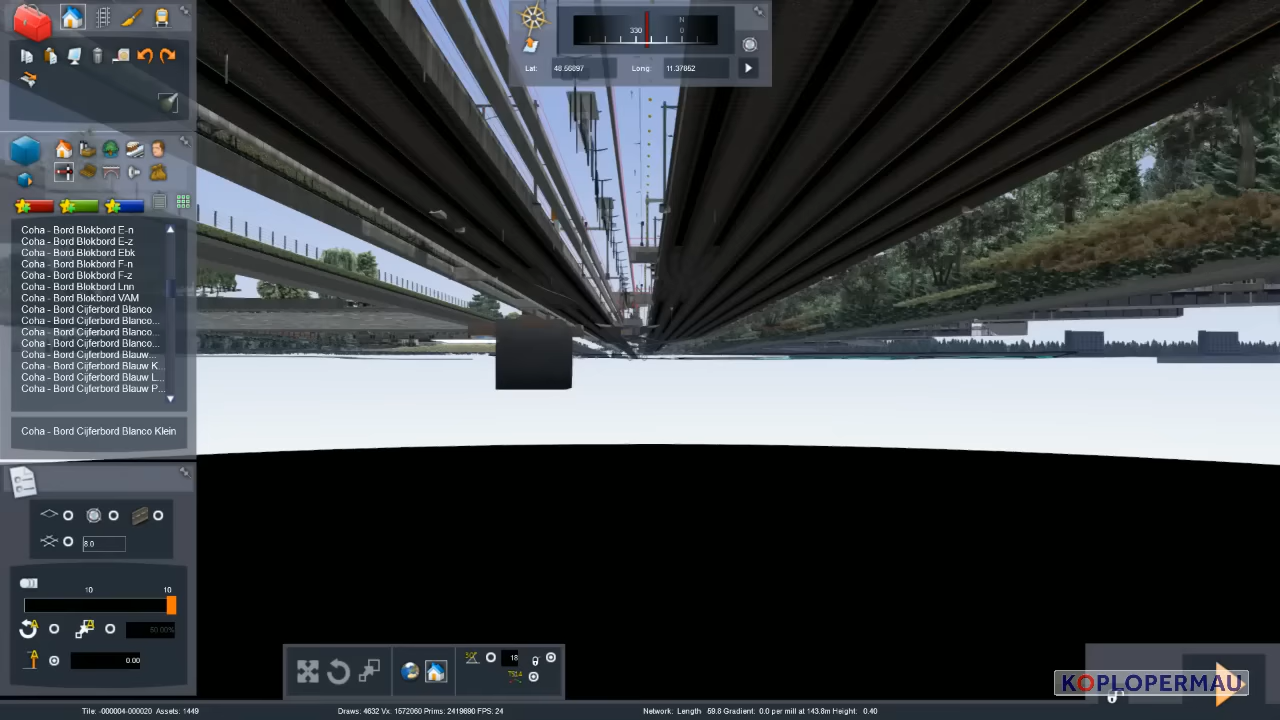 N
330
0
Lat:
48.56897
Long:
11.37852
Coha - Bord Blokbord E-n
Coha - Bord Blokbord E-z
Coha - Bord Blokbord Ebk
Coha - Bord Blokbord F-n
Coha - Bord Blokbord F-z
Coha - Bord Blokbord Lnn
Coha - Bord Blokbord VAM
Coha - Bord Cijferbord Blanco
Coha - Bord Cijferbord Blanco...
Coha - Bord Cijferbord Blanco...
Coha - Bord Cijferbord Blanco...
Coha - Bord Cijferbord Blauw...
Coha - Bord Cijferbord Blauw K...
Coha - Bord Cijferbord Blauw L...
Coha - Bord Cijferbord Blauw P...
Coha - Bord Cijferbord Blanco Klein
8.0
10 10
50.00%
0.00
18
KOPLOPERMAU
Tile: -000004-000020 Assets: 1449
Draws: 4632 Vx. 1572060 Prims: 2419690 FPS: 24
Network: Length 59.8 Gradient: 0.0 per mill at 143.8m Height: 0.40